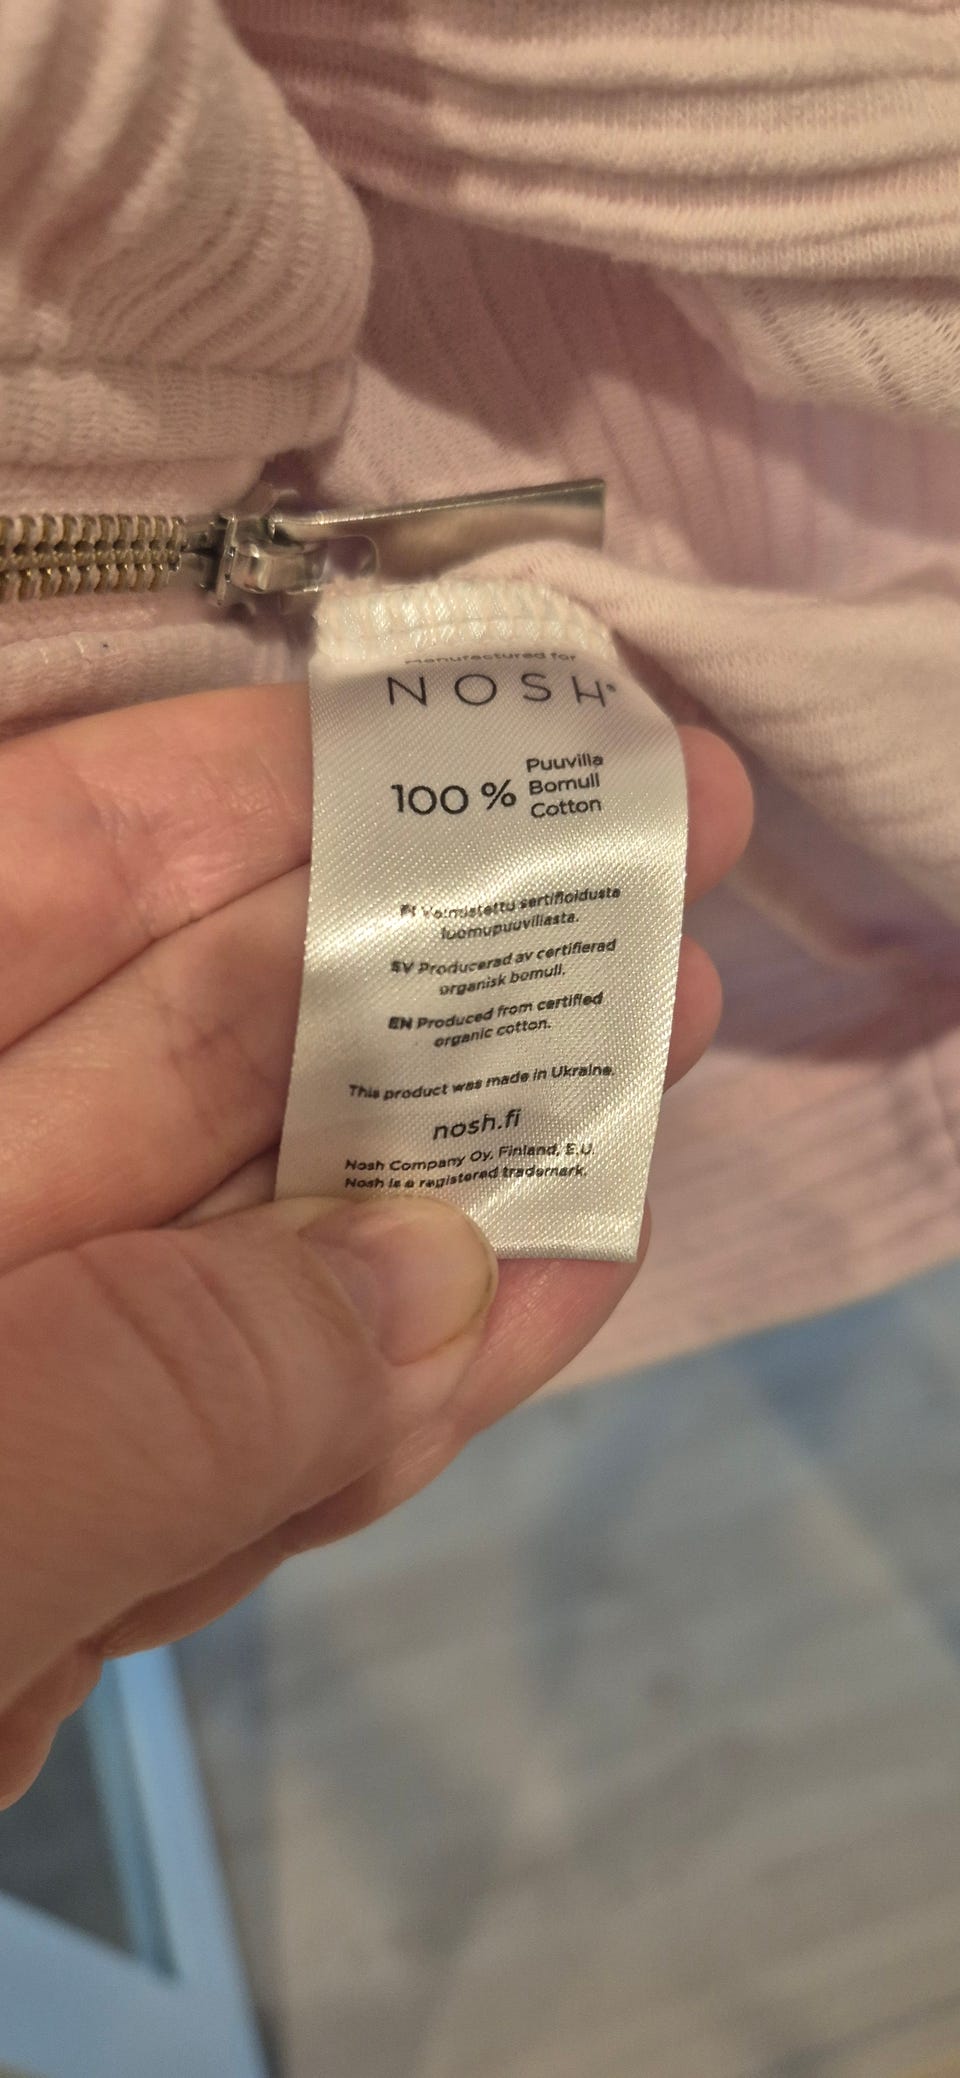 Manufactured for
NOSH®
100 % Puuvilla
Bomull
Cotton
FI Valmistettu sertifioidusta
luomupuuvillasta.
SV Producerad av certifierad
organisk bomull.
EN Produced from certified
organic cotton.
This product was made in Ukraine.
nosh.fi
Nosh Company Oy, Finland, E.U.
Nosh is a registered trademark.